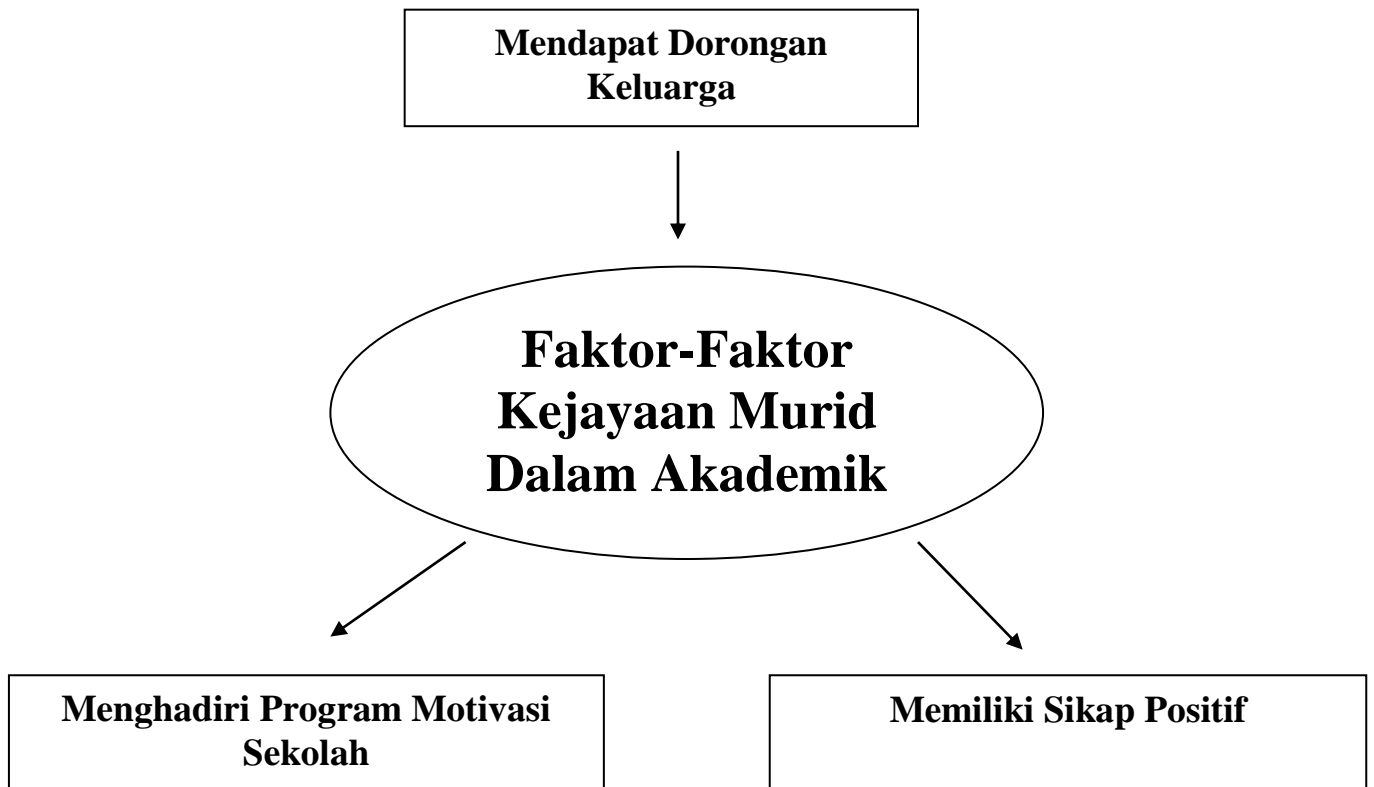 Mendapat Dorongan
Keluarga
Faktor-Faktor
Kejayaan Murid
Dalam Akademik
Menghadiri Program Motivasi
Sekolah
Memiliki Sikap Positif